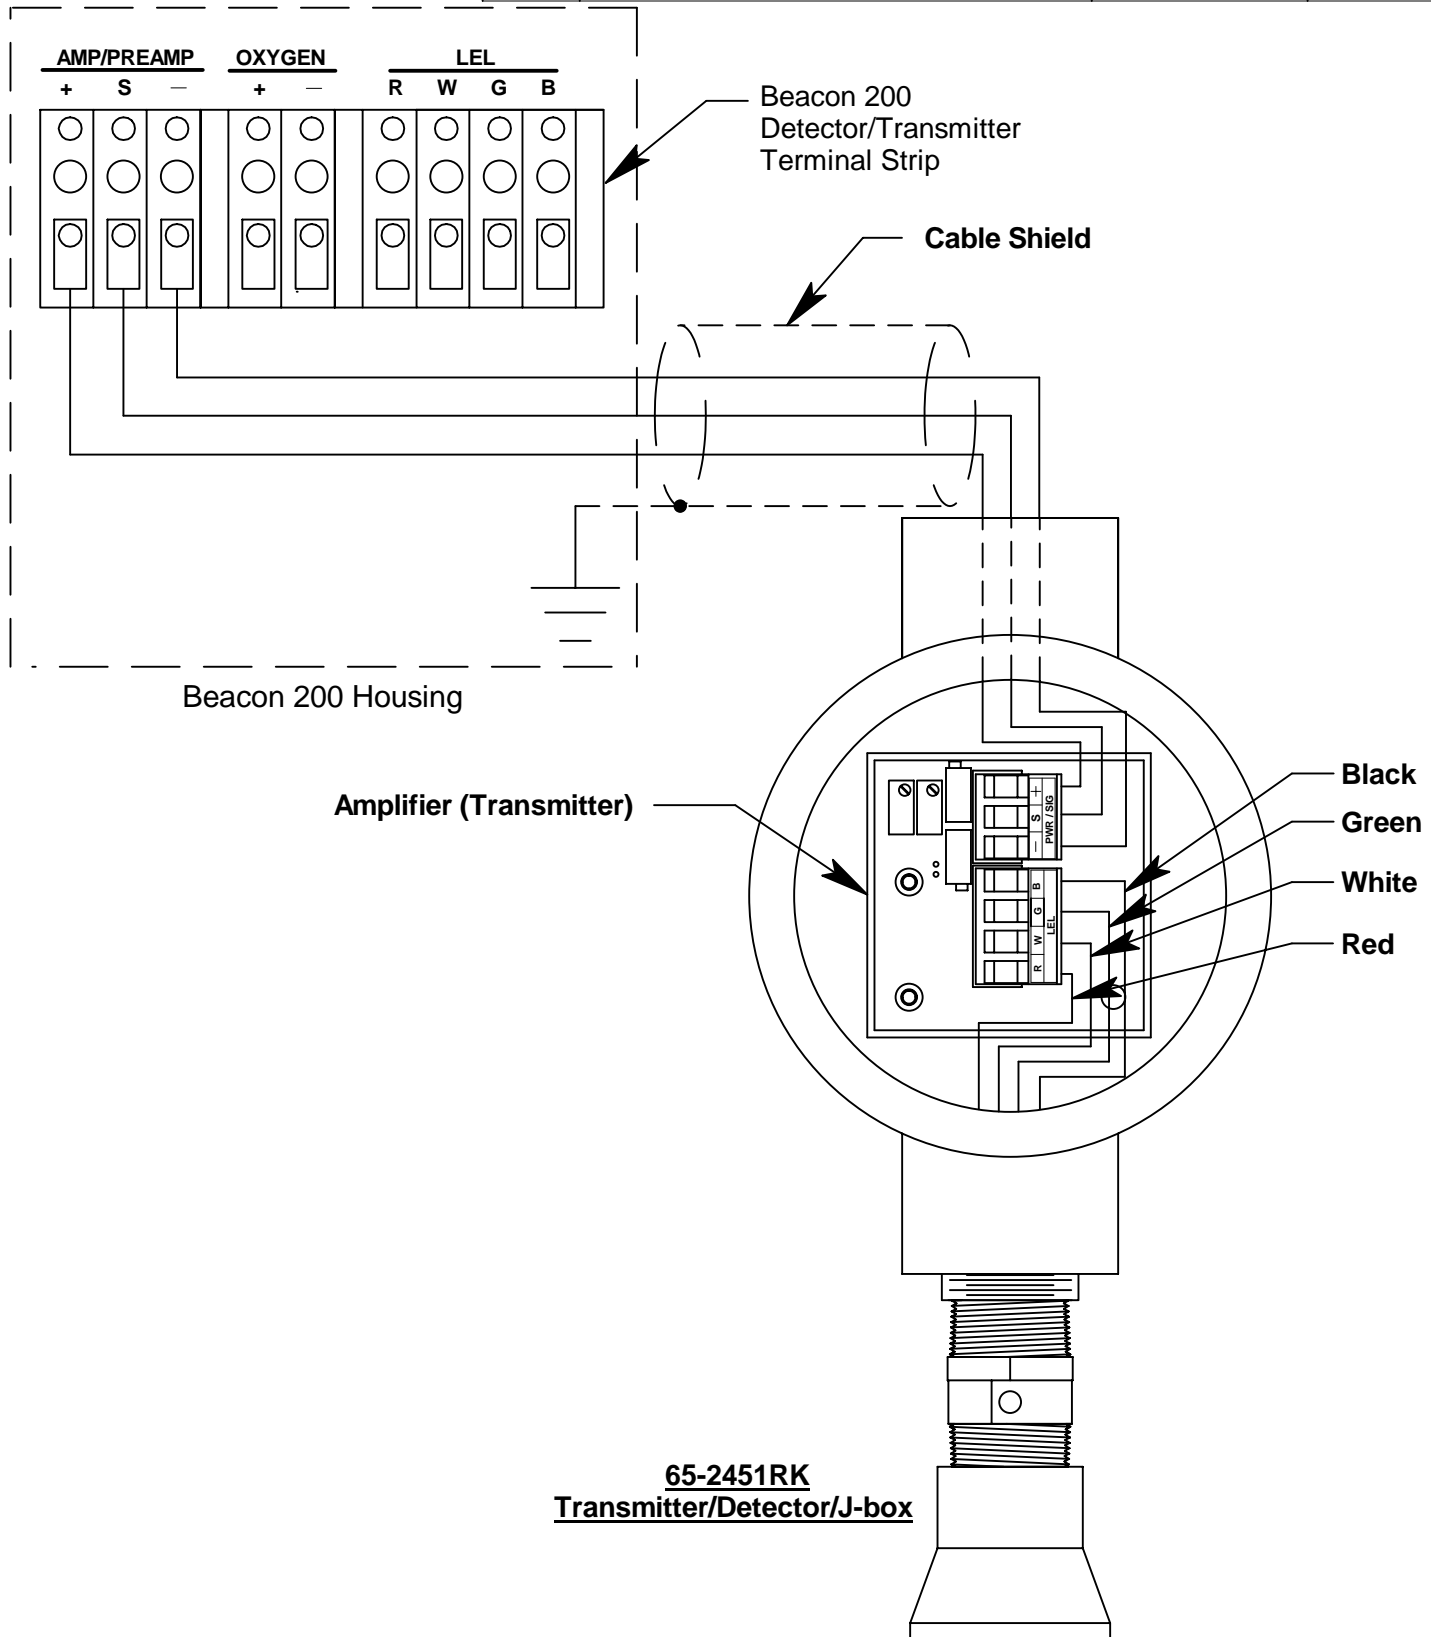 AMP/PREAMP OXYGEN LEL
+ S — + — R W G B
Beacon 200
Detector/Transmitter
Terminal Strip
Cable Shield
Beacon 200 Housing
Amplifier (Transmitter)
+ S —
PWR / SIG
B G W R
LEL
Black
Green
White
Red
65-2451RK
Transmitter/Detector/J-box